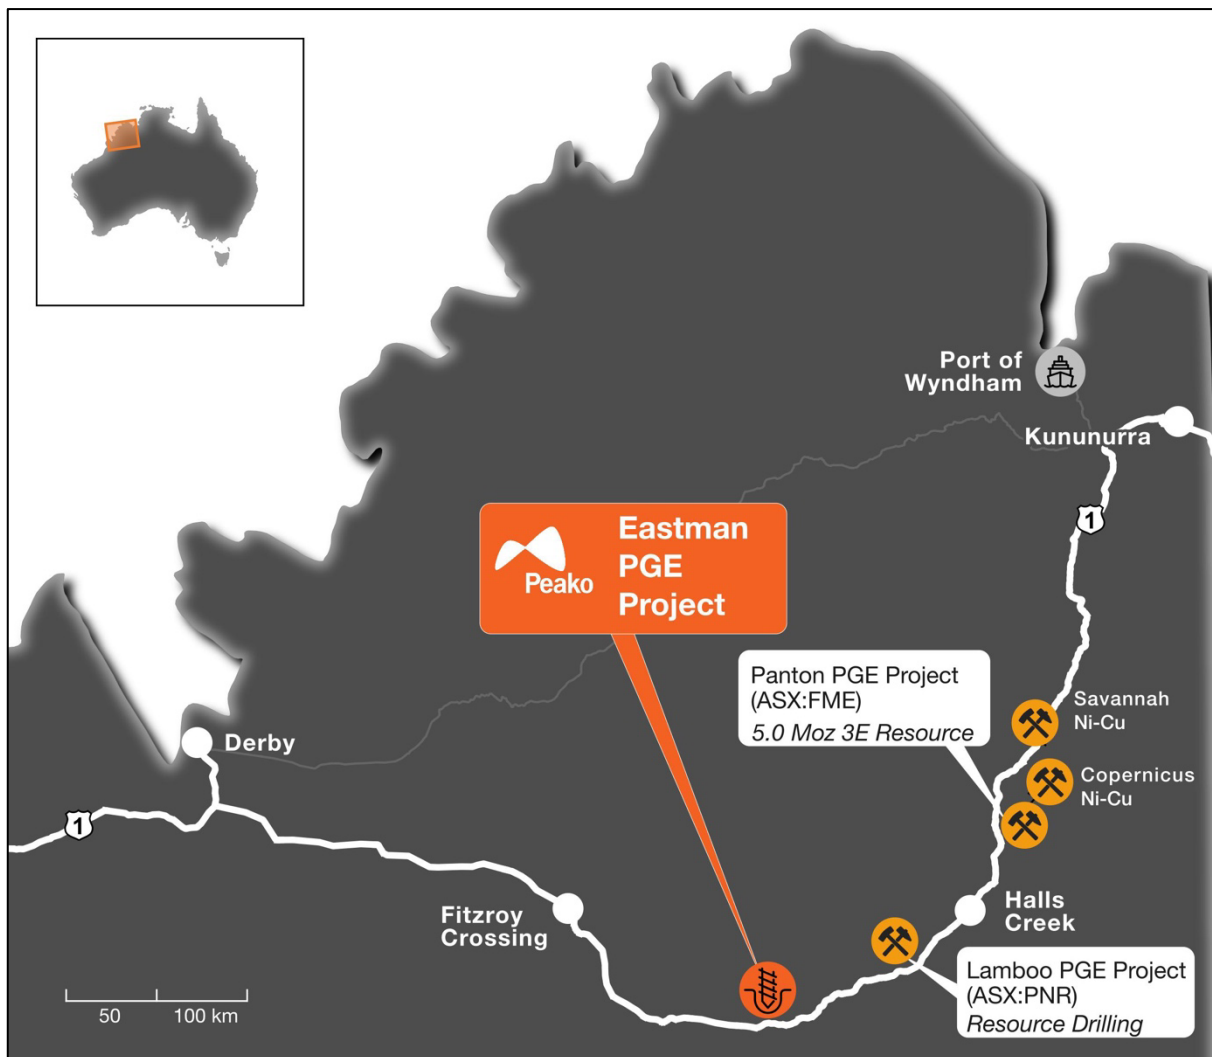 Port of
Wyndham
Kununurra
1
Peako
Eastman
PGE
Project
Panton PGE Project
(ASX:FME)
5.0 Moz 3E Resource
Savannah
Ni-Cu
Derby
Copernicus
Ni-Cu
1
Fitzroy
Crossing
Halls
Creek
Lamboo PGE Project
(ASX:PNR)
Resource Drilling
50 100 km